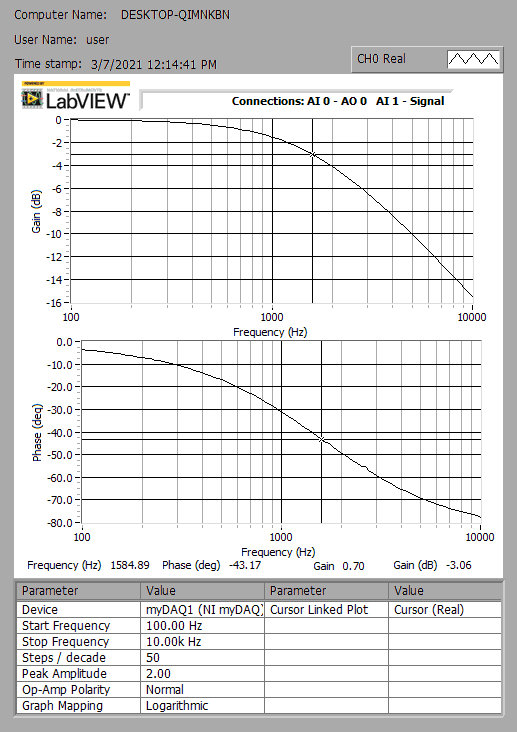 Computer Name: DESKTOP-QIMNKBN
User Name: user
Time stamp: 3/7/2021 12:14:41 PM
CH0 Real
POWERED BY
NATIONAL INSTRUMENTS
LabVIEW™
Connections: AI 0 - AO 0 AI 1 - Signal
Gain (dB)
0
-2
-4
-6
-8
-10
-12
-14
-16
100 1000 10000
Frequency (Hz)
Phase (deg)
0.0
-10.0
-20.0
-30.0
-40.0
-50.0
-60.0
-70.0
-80.0
100 1000 10000
Frequency (Hz)
Frequency (Hz) 1584.89 Phase (deg) -43.17 Gain 0.70 Gain (dB) -3.06
Parameter Value Parameter Value
Device myDAQ1 (NI myDAQ) Cursor Linked Plot Cursor (Real)
Start Frequency 100.00 Hz
Stop Frequency 10.00k Hz
Steps / decade 50
Peak Amplitude 2.00
Op-Amp Polarity Normal
Graph Mapping Logarithmic